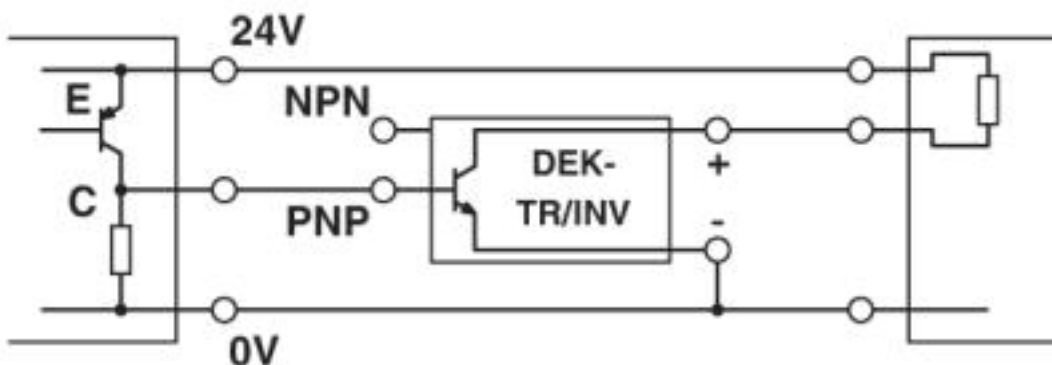 24V
E
NPN
+
DEK-
TR/INV
C
PNP
-
0V